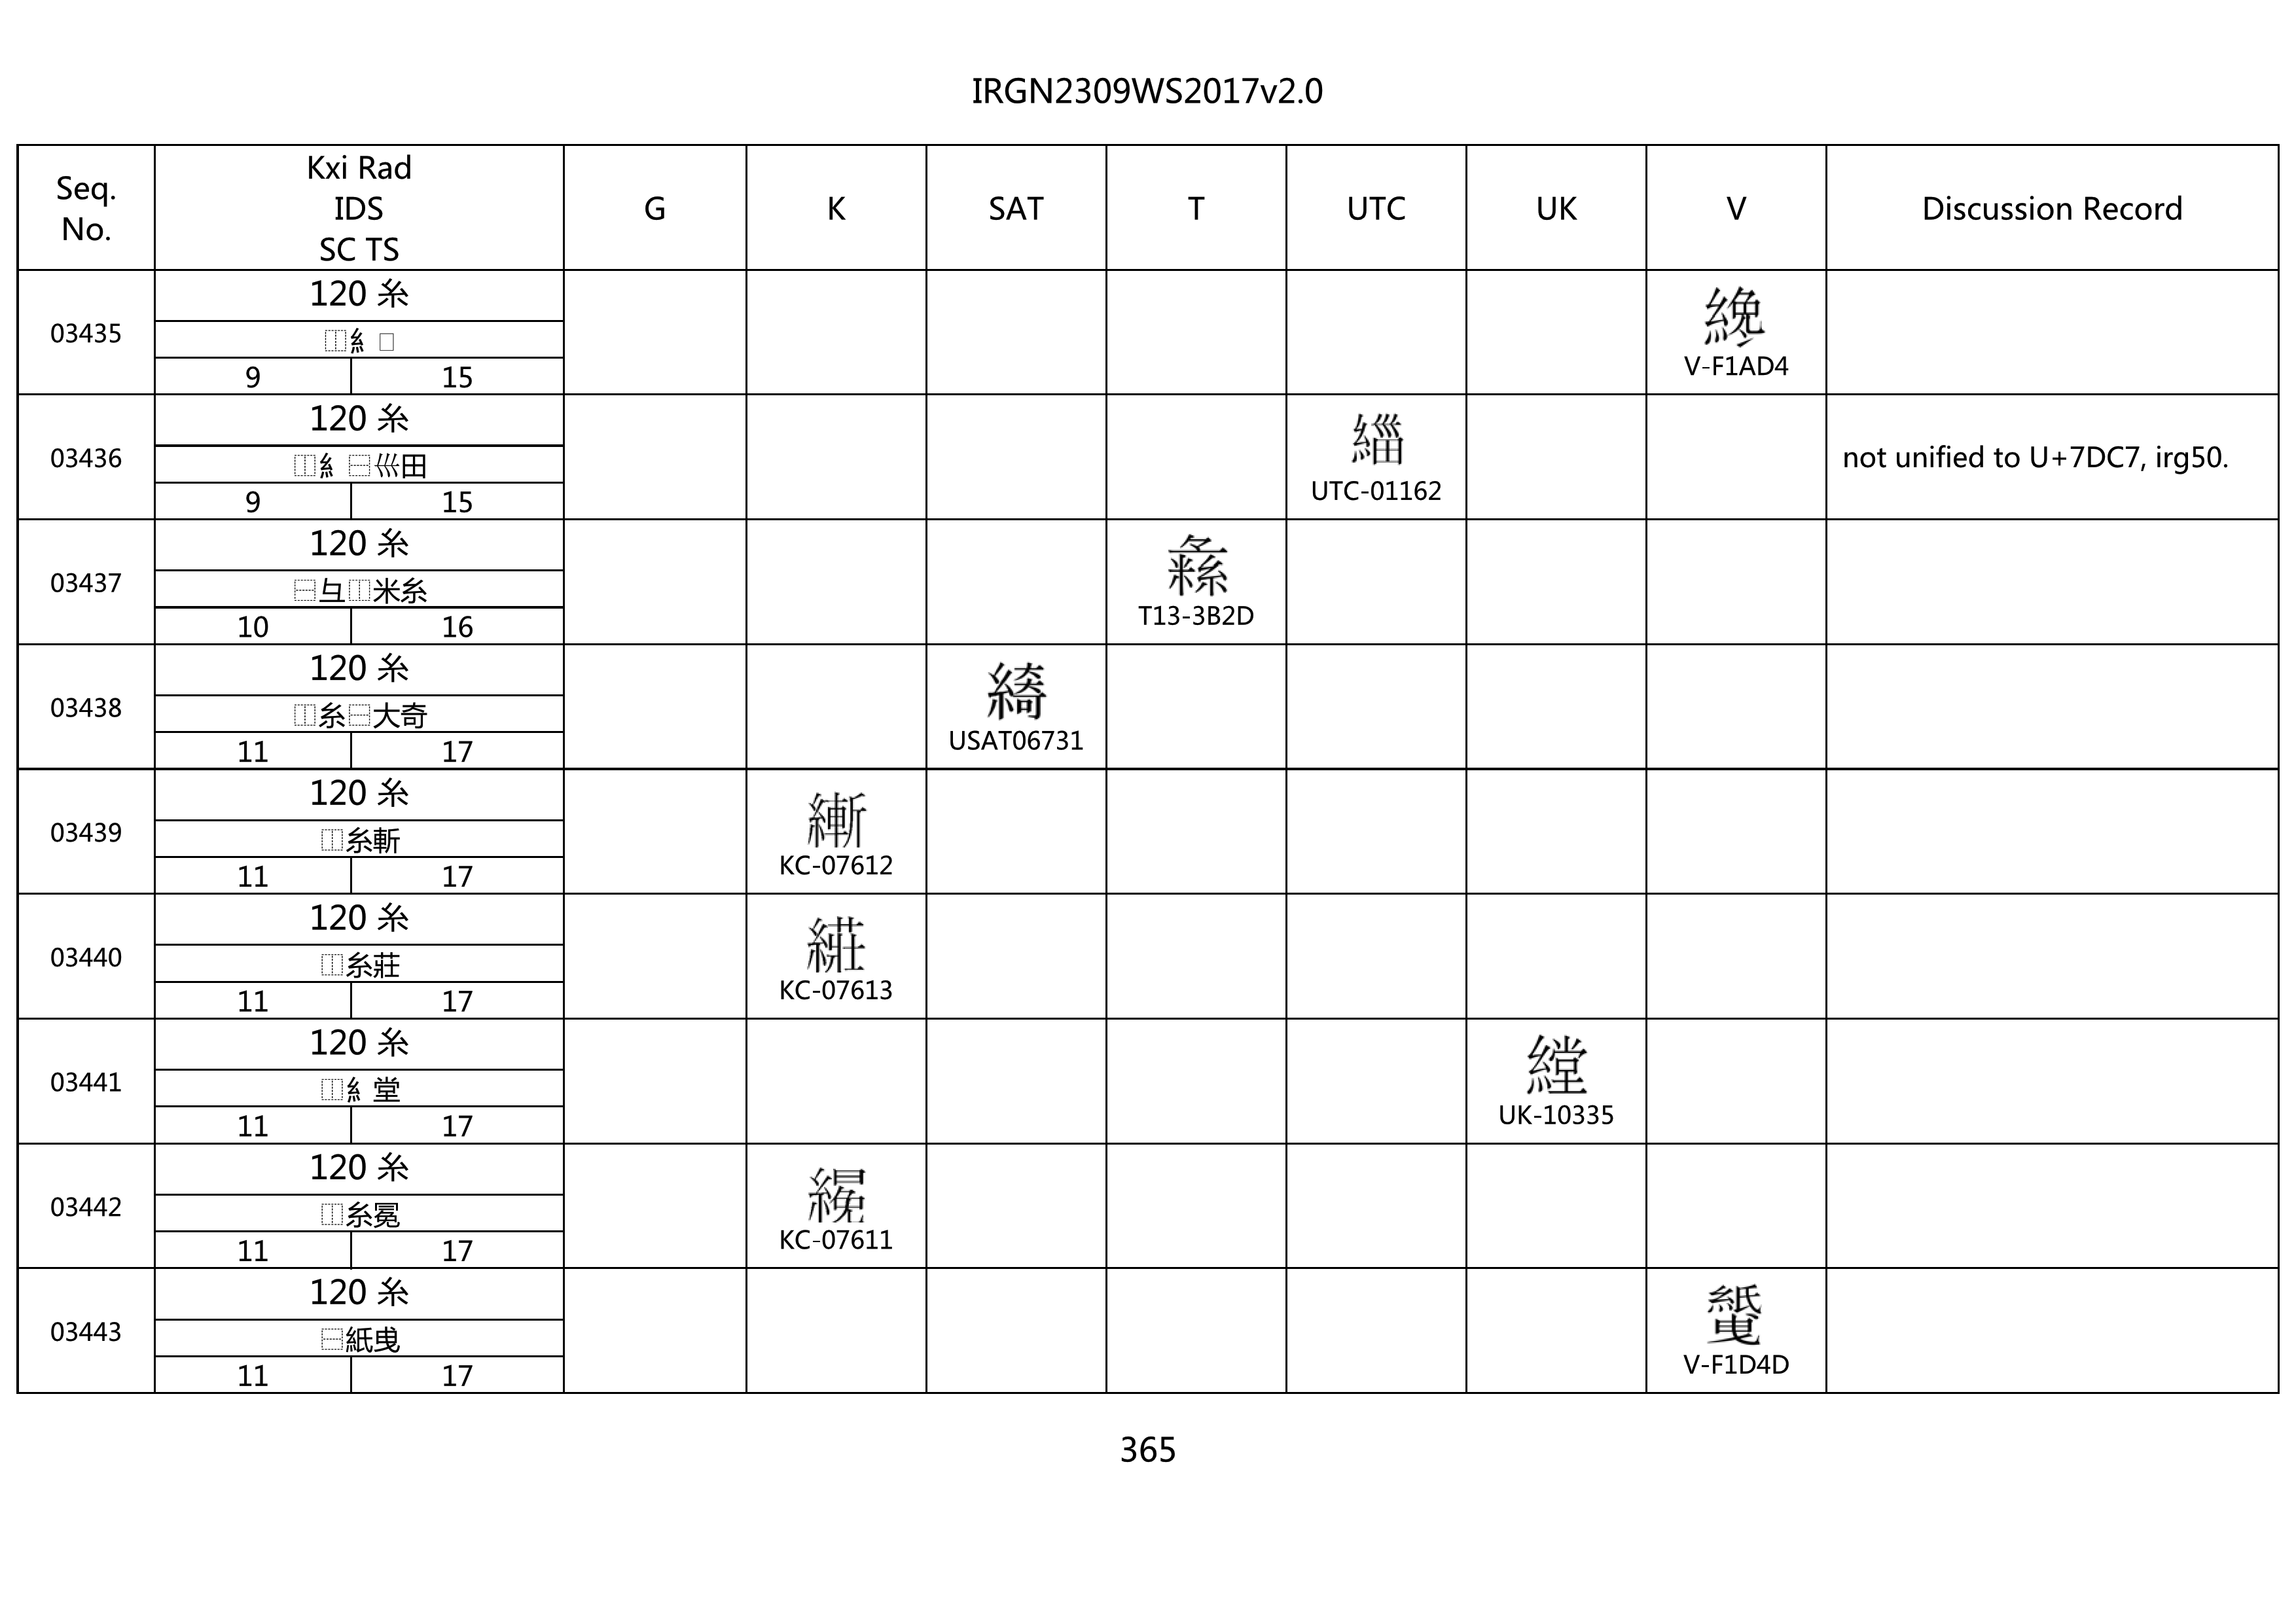 IRGN2309WS2017v2.0
Seq. No.
Kxi Rad
IDS
SC TS
G K SAT T UTC UK V Discussion Record
03435
120 糸
⿰糹□
9 15
V-F1AD4
03436
120 糸
⿰糹⿱巛田
9 15
UTC-01162
not unified to U+7DC7, irg50.
03437
120 糸
⿱彑⿰米糸
10 16
T13-3B2D
03438
120 糸
⿰糸⿱大奇
11 17
USAT06731
03439
120 糸
⿰糸斬
11 17
KC-07612
03440
120 糸
⿰糸莊
11 17
KC-07613
03441
120 糸
⿰糹堂
11 17
UK-10335
03442
120 糸
⿰糸冕
11 17
KC-07611
03443
120 糸
⿱紙曳
11 17
V-F1D4D
365